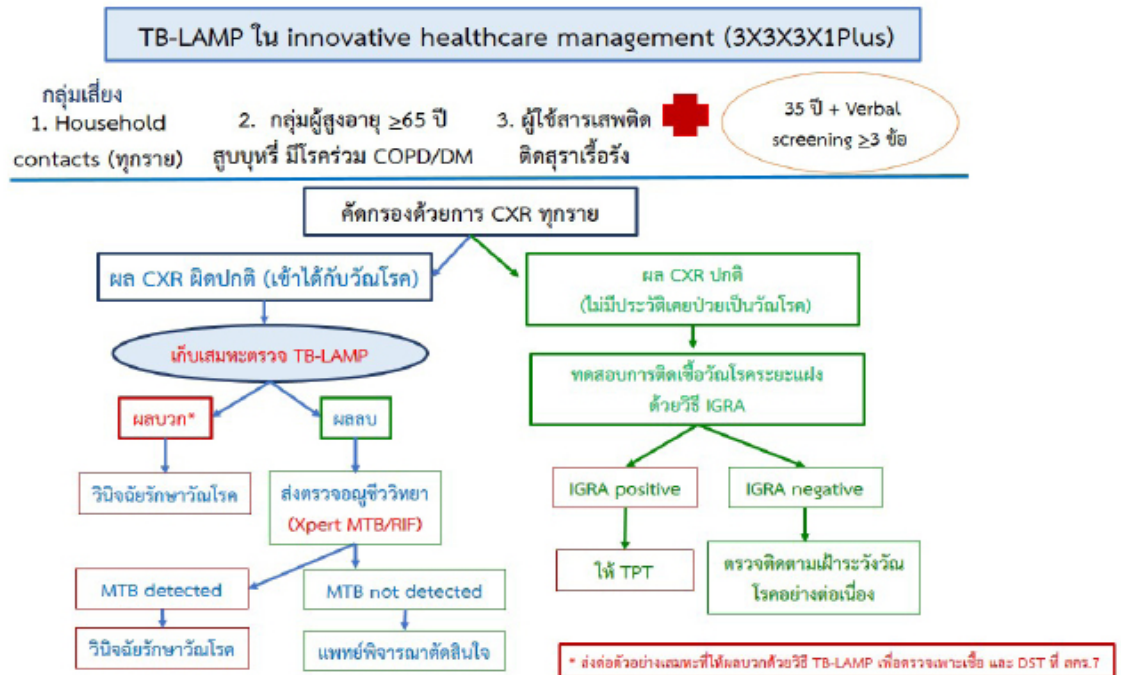 TB-LAMP ใน innovative healthcare management (3X3X3X1Plus)
กลุ่มเสี่ยง
1. Household
contacts (ทุกราย)
2. กลุ่มผู้สูงอายุ ≥65 ปี
สูบบุหรี่ มีโรคร่วม COPD/DM
3. ผู้ใช้สารเสพติด
ติดสุราเรื้อรัง
35 ปี + Verbal
screening ≥3 ข้อ
คัดกรองด้วยการ CXR ทุกราย
ผล CXR ผิดปกติ (เข้าได้กับวัณโรค)
ผล CXR ปกติ
(ไม่มีประวัติเคยป่วยเป็นวัณโรค)
เก็บเสมหะตรวจ TB-LAMP
ทดสอบการติดเชื้อวัณโรคระยะแฝง
ด้วยวิธี IGRA
ผลบวก*
ผลลบ
วินิจฉัยรักษาวัณโรค
ส่งตรวจอณูชีววิทยา
(Xpert MTB/RIF)
IGRA positive
IGRA negative
MTB detected
MTB not detected
ให้ TPT
ตรวจติดตามเฝ้าระวังวัณ
โรคอย่างต่อเนื่อง
วินิจฉัยรักษาวัณโรค
แพทย์พิจารณาตัดสินใจ
* ส่งต่อตัวอย่างเสมหะที่ให้ผลบวกด้วยวิธี TB-LAMP เพื่อตรวจเพาะเชื้อ และ DST ที่ สคร.7